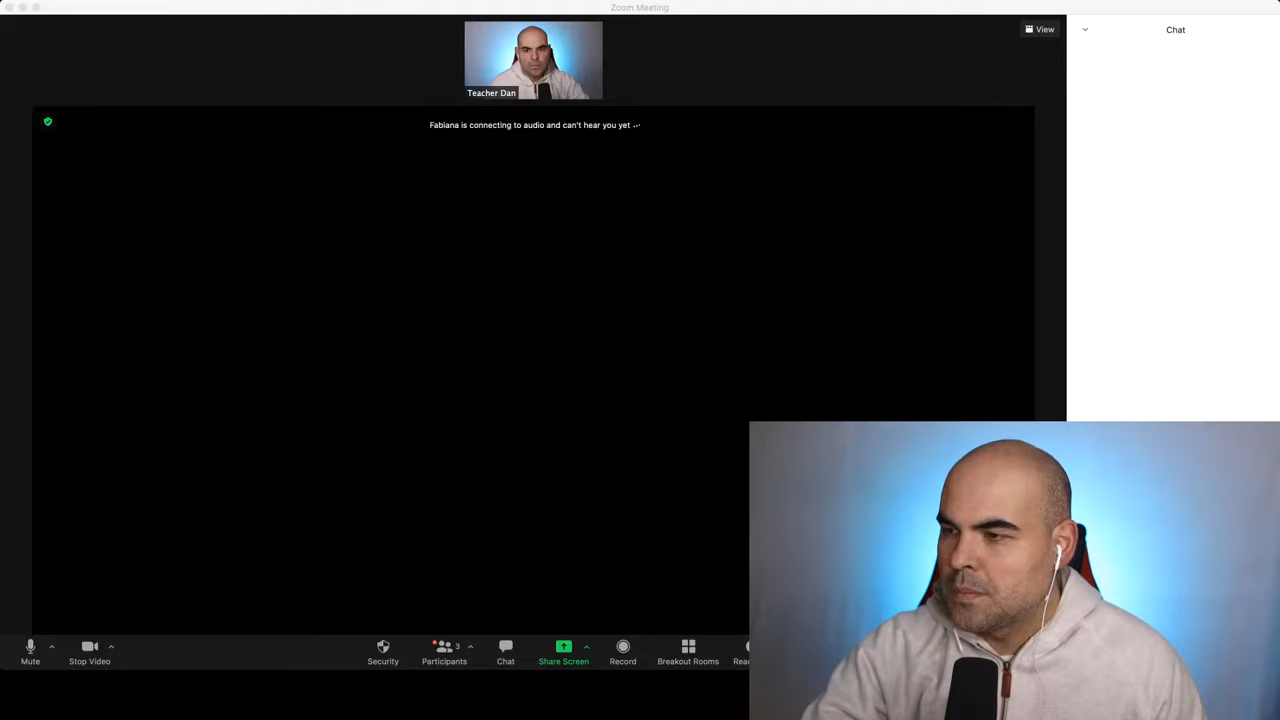 Zoom Meeting
View
Chat
Teacher Dan
Fabiana is connecting to audio and can't hear you yet ...
Mute
Stop Video
Security
Participants
3
Chat
Share Screen
Record
Breakout Rooms